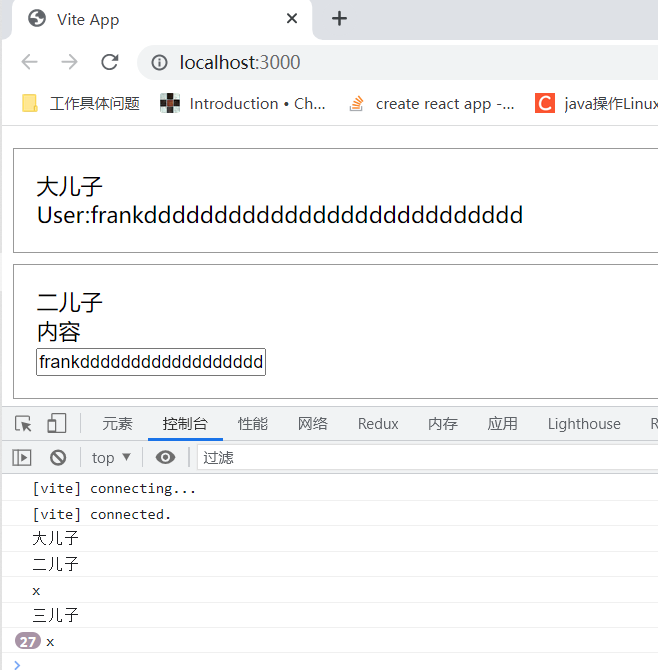 Vite App
localhost:3000
工作具体问题 Introduction • Ch... create react app -... java操作Linux
大儿子
User:frankddddddddddddddddddddddddddd
二儿子
内容
frankdddddddddddddddddd
元素 控制台 性能 网络 Redux 内存 应用 Lighthouse R
top 过滤
[vite] connecting...
[vite] connected.
大儿子
二儿子
x
三儿子
27 x